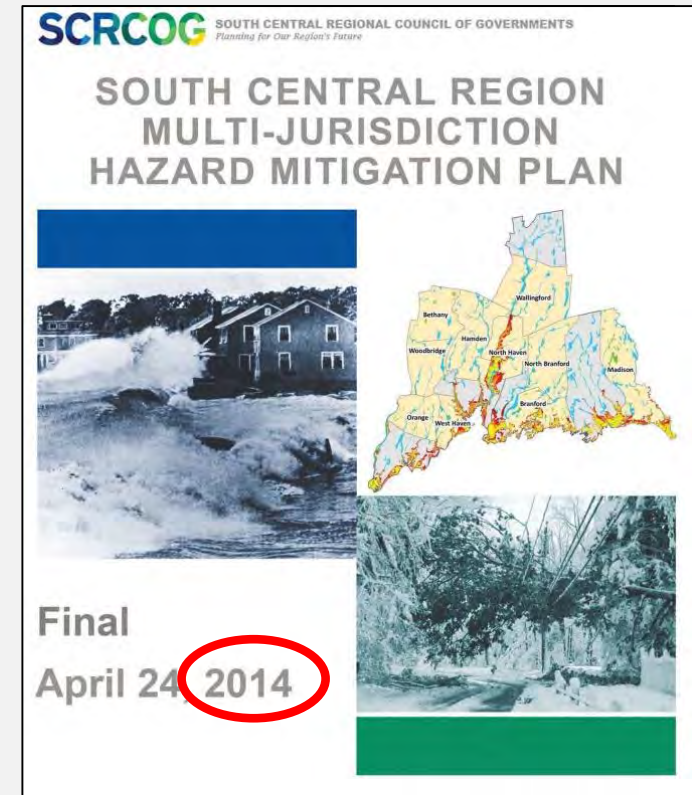 SCRCOG SOUTH CENTRAL REGIONAL COUNCIL OF GOVERNMENTS
Planning for Our Region's Future
SOUTH CENTRAL REGION
MULTI-JURISDICTION
HAZARD MITIGATION PLAN
Wallingford
Bethany
Hamden
Woodbridge
North Haven
North Branford
Madison
Branford
Orange
West Haven
Final
April 24, 2014